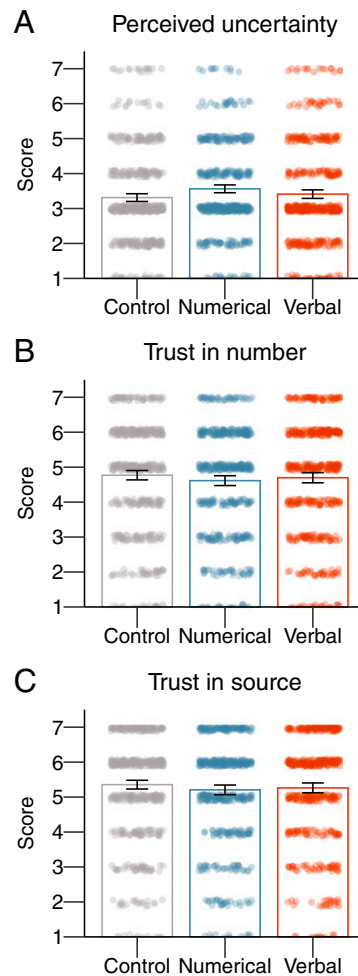 A Perceived uncertainty
7
6
5
4
3
2
1
Score
Control Numerical Verbal
B Trust in number
7
6
5
4
3
2
1
Score
Control Numerical Verbal
C Trust in source
7
6
5
4
3
2
1
Score
Control Numerical Verbal